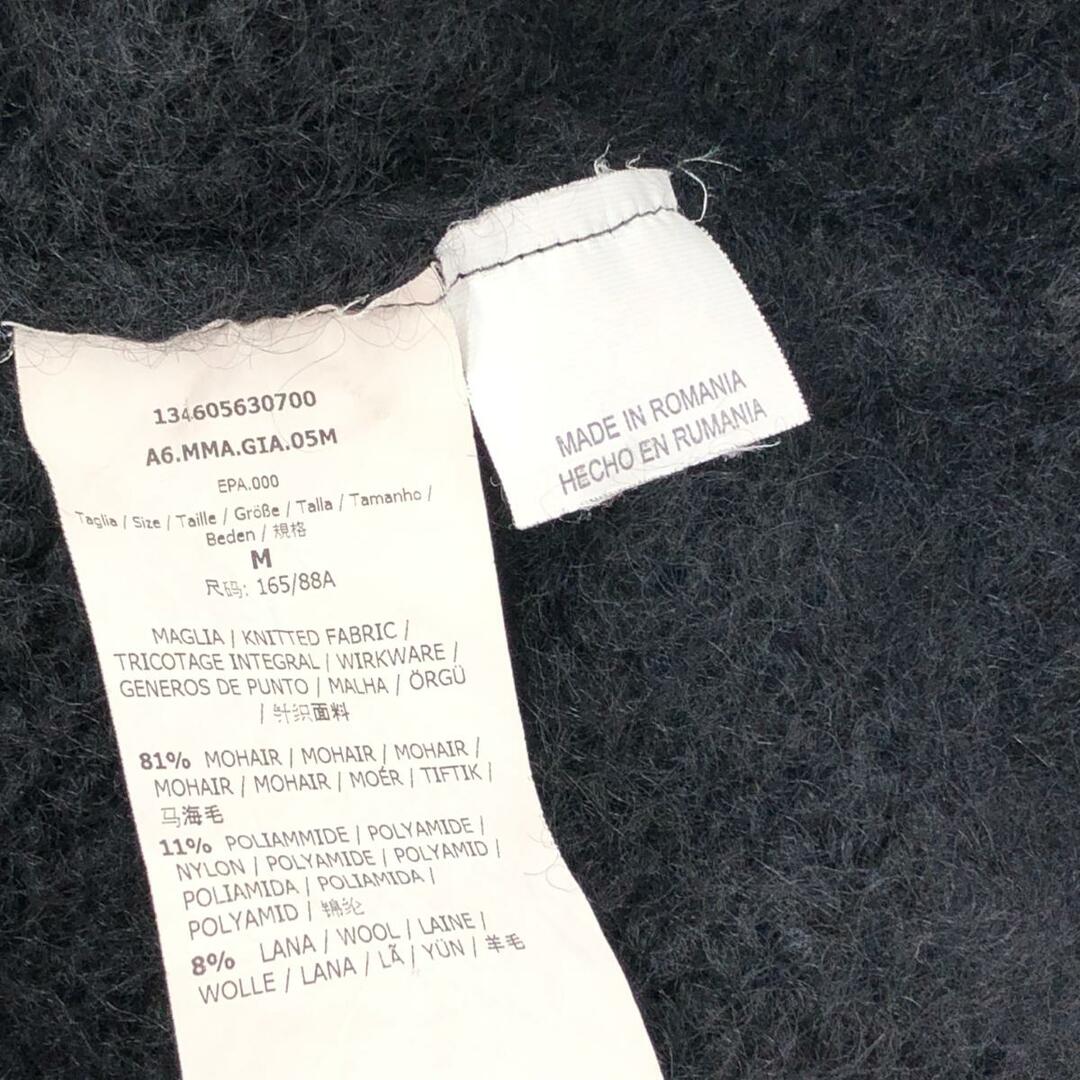 134605630700
A6.MMA.GIA.05M
EPA.000
Taglia / Size / Taille / Größe / Talla / Tamanho /
Beden / 规格
M
尺码: 165/88A
MAGLIA / KNITTED FABRIC /
TRICOTAGE INTEGRAL / WIRKWARE /
GENEROS DE PUNTO / MALHA / ÖRGÜ
/ 针织面料
81% MOHAIR / MOHAIR / MOHAIR /
MOHAIR / MOHAIR / MOÉR / TIFTIK /
马海毛
11% POLIAMMIDE / POLYAMIDE /
NYLON / POLYAMIDE / POLYAMID /
POLIAMIDA / POLIAMIDA /
POLYAMID / 锦纶
8% LANA / WOOL / LAINE /
WOLLE / LANA / LÃ / YÜN / 羊毛
MADE IN ROMANIA
HECHO EN RUMANIA